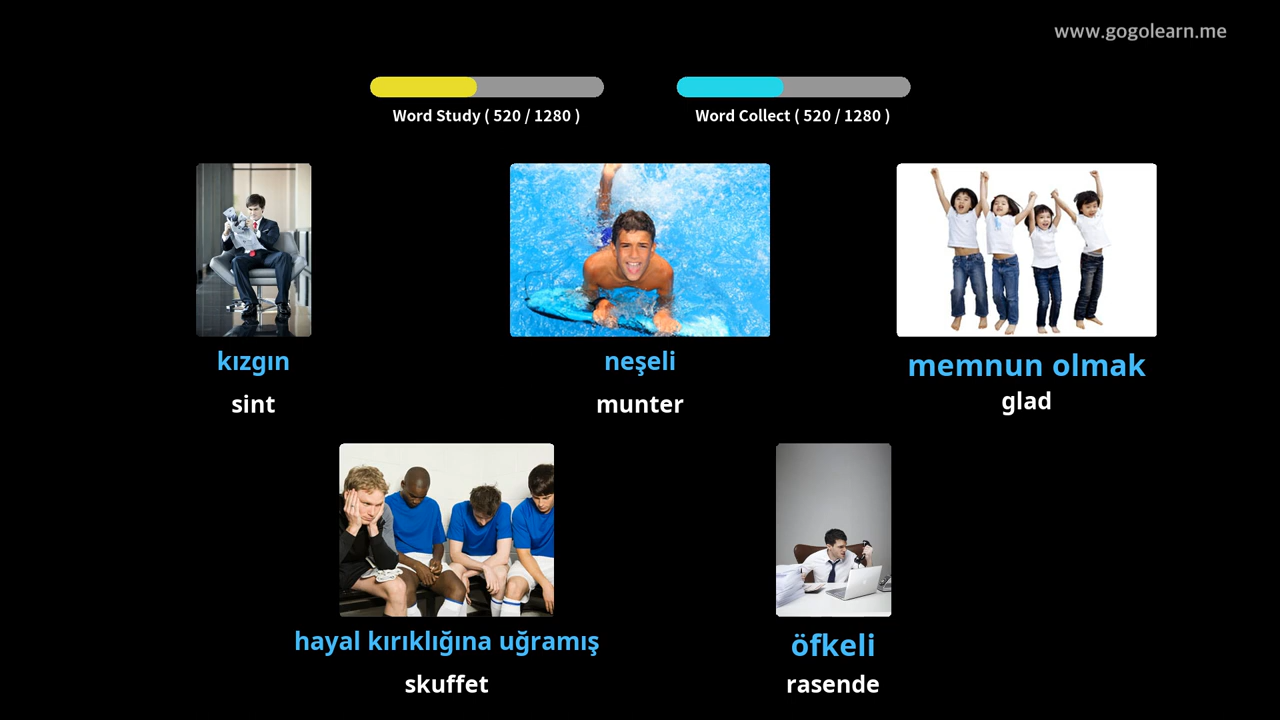 www.gogolearn.me
Word Study ( 520 / 1280 )
Word Collect ( 520 / 1280 )
kızgın
sint
neşeli
munter
memnun olmak
glad
hayal kırıklığına uğramış
skuffet
öfkeli
rasende